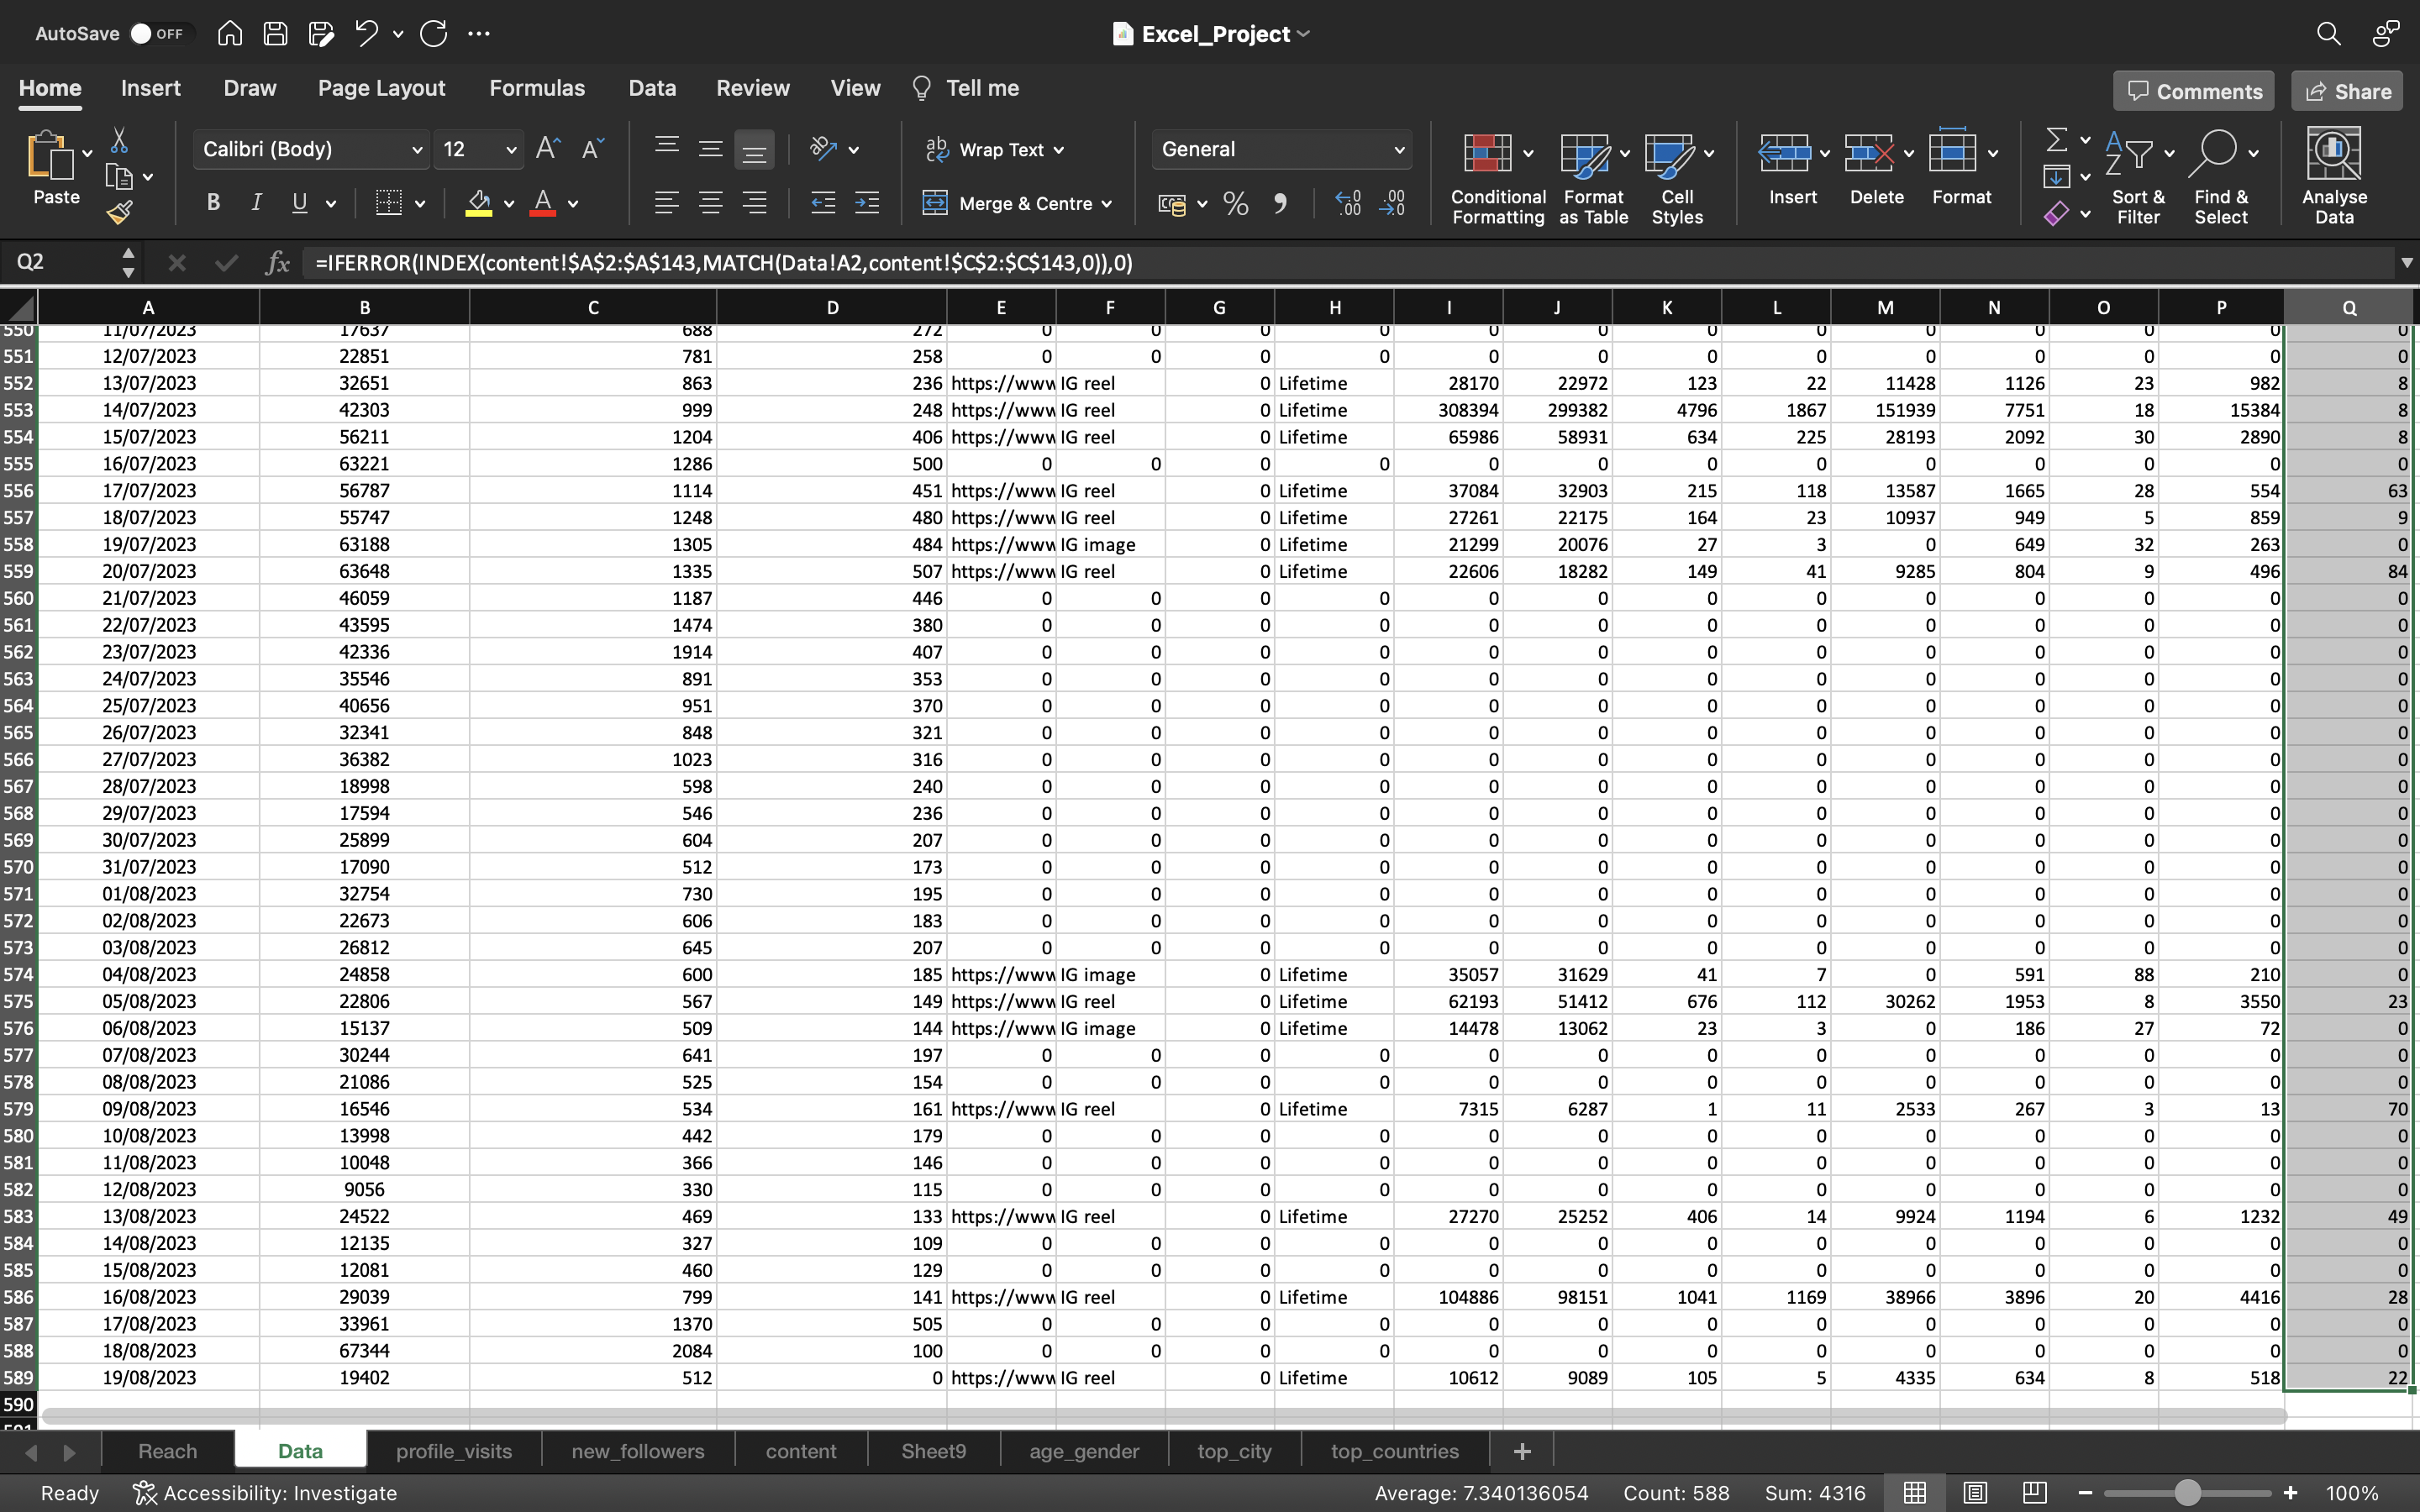 AutoSave OFF Excel_Project
Home Insert Draw Page Layout Formulas Data Review View Tell me Comments Share
Calibri (Body) 12 Wrap Text General
Paste B I U Merge & Centre % Conditional Formatting Format as Table Cell Styles Insert Delete Format Sort & Filter Find & Select Analyse Data
Q2 fx =IFERROR(INDEX(content!$A$2:$A$143,MATCH(Data!A2,content!$C$2:$C$143,0)),0)
A B C D E F G H I J K L M N O P Q
550 11/07/2023 17637 688 272 0 0 0 0 0 0 0 0 0 0 0 0 0
551 12/07/2023 22851 781 258 0 0 0 0 0 0 0 0 0 0 0 0 0
552 13/07/2023 32651 863 236 https://www IG reel 0 Lifetime 28170 22972 123 22 11428 1126 23 982 8
553 14/07/2023 42303 999 248 https://www IG reel 0 Lifetime 308394 299382 4796 1867 151939 7751 18 15384 8
554 15/07/2023 56211 1204 406 https://www IG reel 0 Lifetime 65986 58931 634 225 28193 2092 30 2890 8
555 16/07/2023 63221 1286 500 0 0 0 0 0 0 0 0 0 0 0 0 0
556 17/07/2023 56787 1114 451 https://www IG reel 0 Lifetime 37084 32903 215 118 13587 1665 28 554 63
557 18/07/2023 55747 1248 480 https://www IG reel 0 Lifetime 27261 22175 164 23 10937 949 5 859 9
558 19/07/2023 63188 1305 484 https://www IG image 0 Lifetime 21299 20076 27 3 0 649 32 263 0
559 20/07/2023 63648 1335 507 https://www IG reel 0 Lifetime 22606 18282 149 41 9285 804 9 496 84
560 21/07/2023 46059 1187 446 0 0 0 0 0 0 0 0 0 0 0 0 0
561 22/07/2023 43595 1474 380 0 0 0 0 0 0 0 0 0 0 0 0 0
562 23/07/2023 42336 1914 407 0 0 0 0 0 0 0 0 0 0 0 0 0
563 24/07/2023 35546 891 353 0 0 0 0 0 0 0 0 0 0 0 0 0
564 25/07/2023 40656 951 370 0 0 0 0 0 0 0 0 0 0 0 0 0
565 26/07/2023 32341 848 321 0 0 0 0 0 0 0 0 0 0 0 0 0
566 27/07/2023 36382 1023 316 0 0 0 0 0 0 0 0 0 0 0 0 0
567 28/07/2023 18998 598 240 0 0 0 0 0 0 0 0 0 0 0 0 0
568 29/07/2023 17594 546 236 0 0 0 0 0 0 0 0 0 0 0 0 0
569 30/07/2023 25899 604 207 0 0 0 0 0 0 0 0 0 0 0 0 0
570 31/07/2023 17090 512 173 0 0 0 0 0 0 0 0 0 0 0 0 0
571 01/08/2023 32754 730 195 0 0 0 0 0 0 0 0 0 0 0 0 0
572 02/08/2023 22673 606 183 0 0 0 0 0 0 0 0 0 0 0 0 0
573 03/08/2023 26812 645 207 0 0 0 0 0 0 0 0 0 0 0 0 0
574 04/08/2023 24858 600 185 https://www IG image 0 Lifetime 35057 31629 41 7 0 591 88 210 0
575 05/08/2023 22806 567 149 https://www IG reel 0 Lifetime 62193 51412 676 112 30262 1953 8 3550 23
576 06/08/2023 15137 509 144 https://www IG image 0 Lifetime 14478 13062 23 3 0 186 27 72 0
577 07/08/2023 30244 641 197 0 0 0 0 0 0 0 0 0 0 0 0 0
578 08/08/2023 21086 525 154 0 0 0 0 0 0 0 0 0 0 0 0 0
579 09/08/2023 16546 534 161 https://www IG reel 0 Lifetime 7315 6287 1 11 2533 267 3 13 70
580 10/08/2023 13998 442 179 0 0 0 0 0 0 0 0 0 0 0 0 0
581 11/08/2023 10048 366 146 0 0 0 0 0 0 0 0 0 0 0 0 0
582 12/08/2023 9056 330 115 0 0 0 0 0 0 0 0 0 0 0 0 0
583 13/08/2023 24522 469 133 https://www IG reel 0 Lifetime 27270 25252 406 14 9924 1194 6 1232 49
584 14/08/2023 12135 327 109 0 0 0 0 0 0 0 0 0 0 0 0 0
585 15/08/2023 12081 460 129 0 0 0 0 0 0 0 0 0 0 0 0 0
586 16/08/2023 29039 799 141 https://www IG reel 0 Lifetime 104886 98151 1041 1169 38966 3896 20 4416 28
587 17/08/2023 33961 1370 505 0 0 0 0 0 0 0 0 0 0 0 0 0
588 18/08/2023 67344 2084 100 0 0 0 0 0 0 0 0 0 0 0 0 0
589 19/08/2023 19402 512 0 https://www IG reel 0 Lifetime 10612 9089 105 5 4335 634 8 518 22
590
Reach Data profile_visits new_followers content Sheet9 age_gender top_city top_countries +
Ready Accessibility: Investigate Average: 7.340136054 Count: 588 Sum: 4316 100%